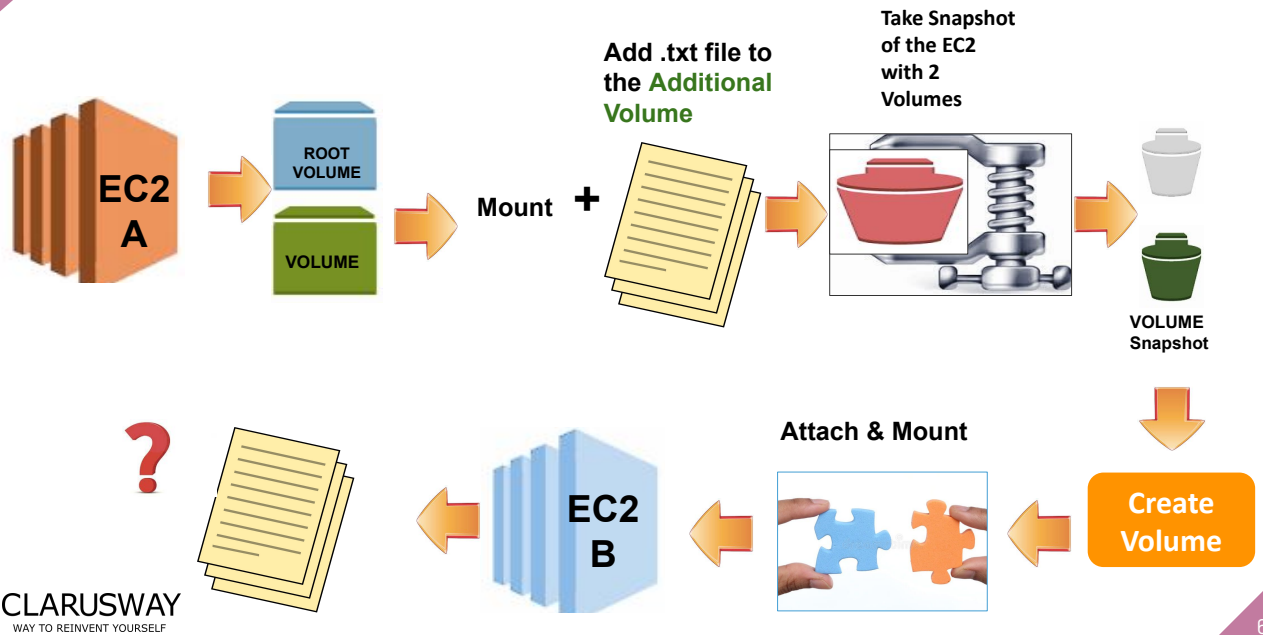 Take Snapshot
of the EC2
with 2
Volumes
Add .txt file to
the Additional
Volume
EC2
A
ROOT
VOLUME
VOLUME
Mount
+
VOLUME
Snapshot
Create
Volume
Attach & Mount
EC2
B
?
CLARUSWAY
WAY TO REINVENT YOURSELF